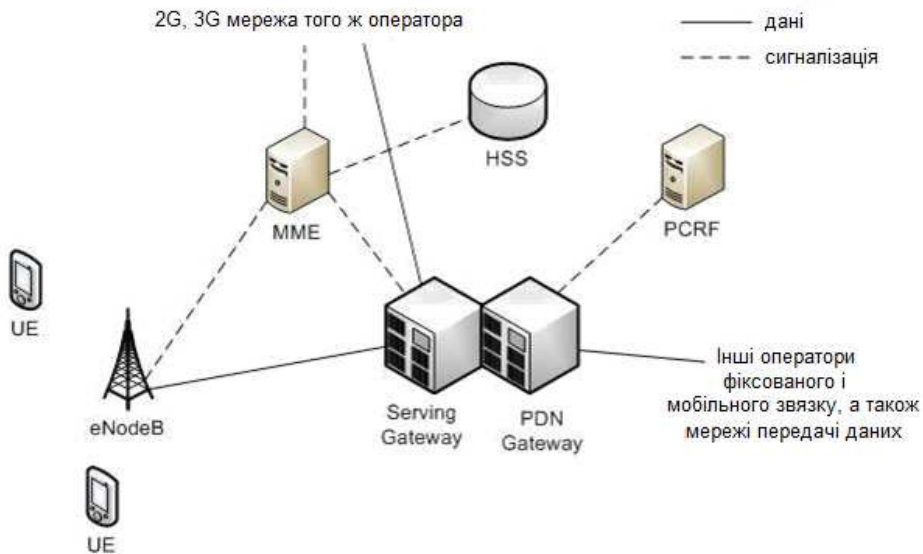 2G, 3G мережа того ж оператора
дані
сигналізація
HSS
MME
PCRF
UE
Інші оператори
фіксованого і
мобільного звязку, а також
мережі передачі даних
eNodeB
Serving
Gateway
PDN
Gateway
UE